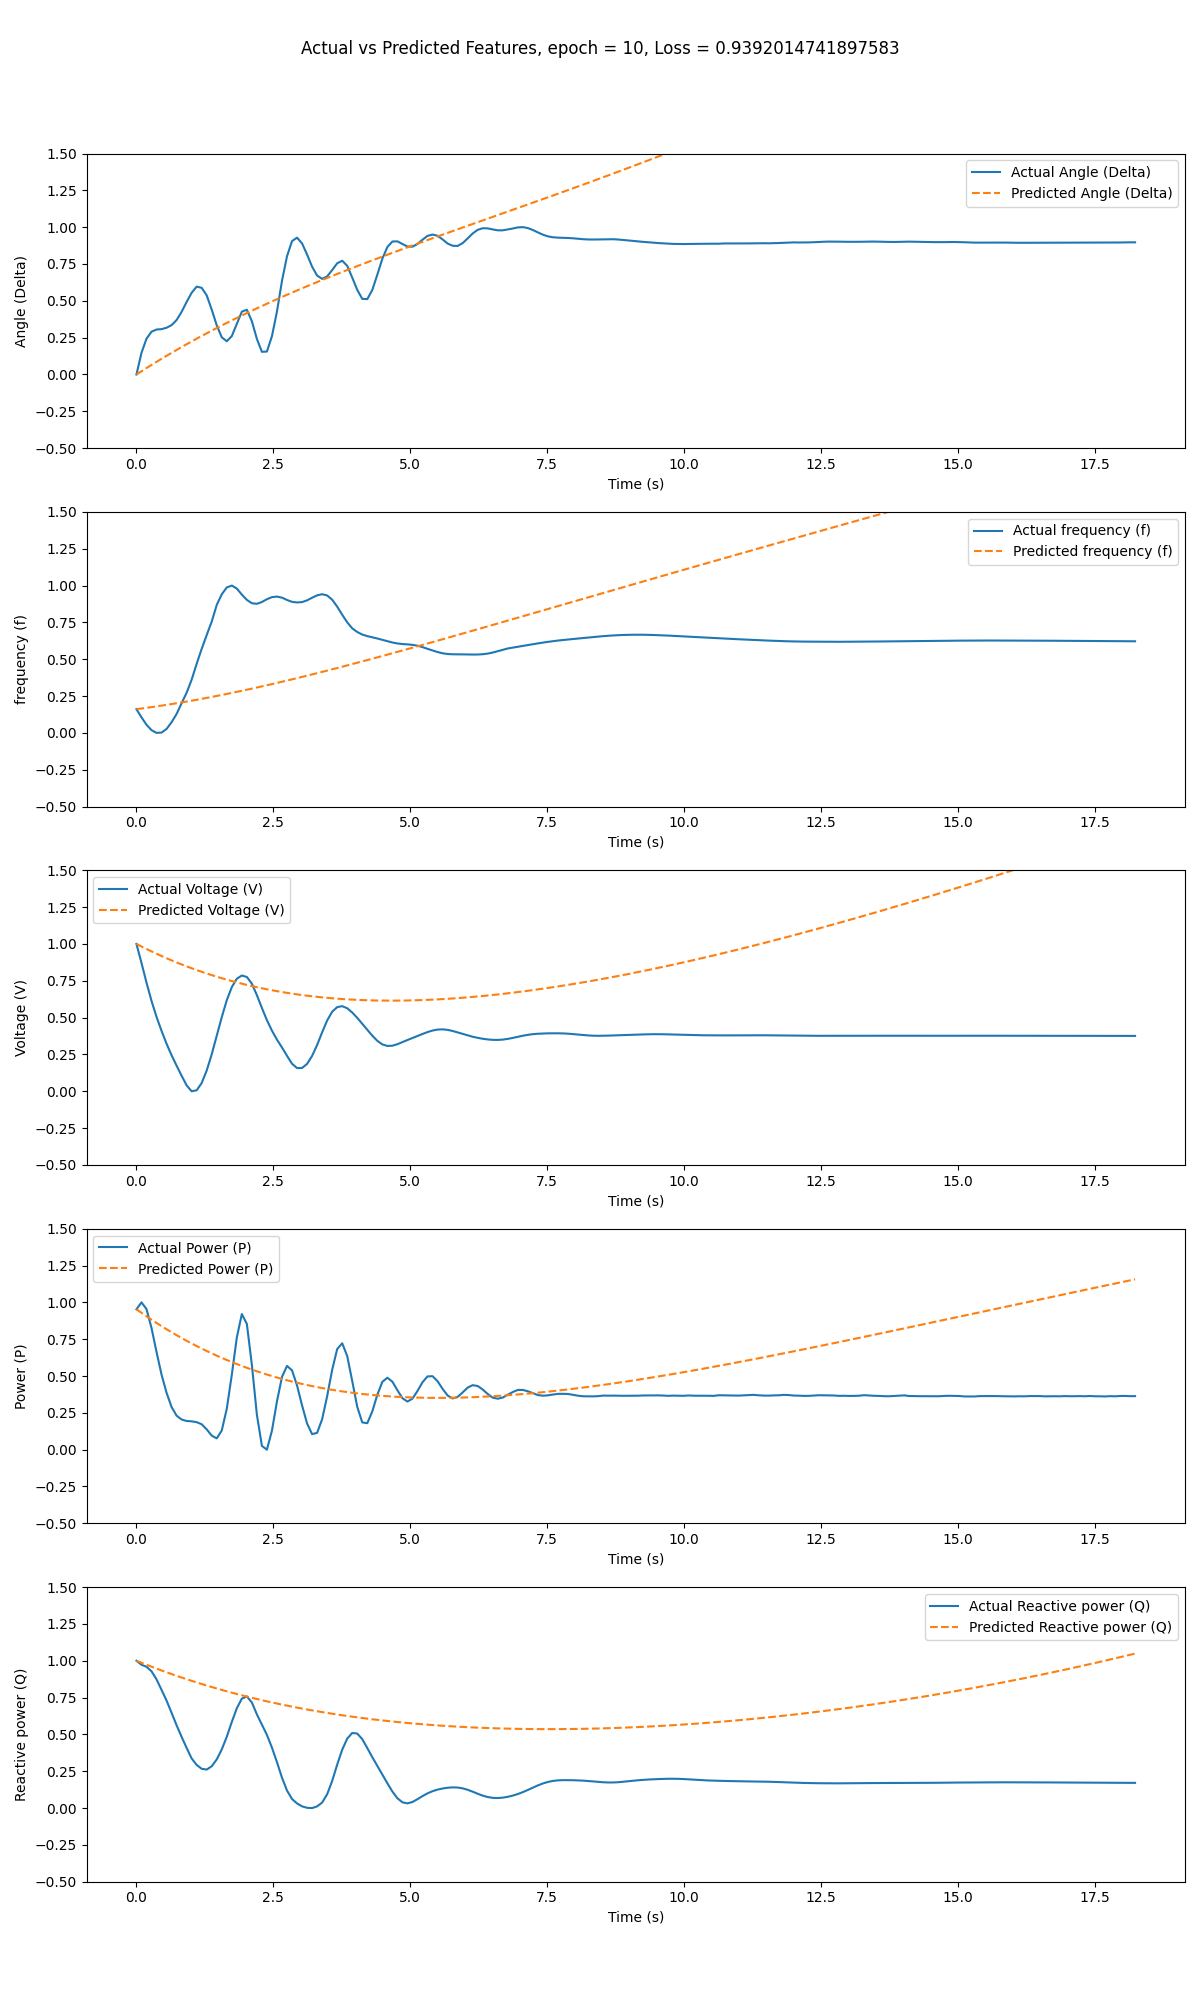 Actual vs Predicted Features, epoch = 10, Loss = 0.9392014741897583
1.50
1.25
1.00
0.75
0.50
0.25
0.00
−0.25
−0.50
Angle (Delta)
Actual Angle (Delta)
Predicted Angle (Delta)
0.0 2.5 5.0 7.5 10.0 12.5 15.0 17.5
Time (s)
1.50
1.25
1.00
0.75
0.50
0.25
0.00
−0.25
−0.50
frequency (f)
Actual frequency (f)
Predicted frequency (f)
0.0 2.5 5.0 7.5 10.0 12.5 15.0 17.5
Time (s)
1.50
1.25
1.00
0.75
0.50
0.25
0.00
−0.25
−0.50
Voltage (V)
Actual Voltage (V)
Predicted Voltage (V)
0.0 2.5 5.0 7.5 10.0 12.5 15.0 17.5
Time (s)
1.50
1.25
1.00
0.75
0.50
0.25
0.00
−0.25
−0.50
Power (P)
Actual Power (P)
Predicted Power (P)
0.0 2.5 5.0 7.5 10.0 12.5 15.0 17.5
Time (s)
1.50
1.25
1.00
0.75
0.50
0.25
0.00
−0.25
−0.50
Reactive power (Q)
Actual Reactive power (Q)
Predicted Reactive power (Q)
0.0 2.5 5.0 7.5 10.0 12.5 15.0 17.5
Time (s)